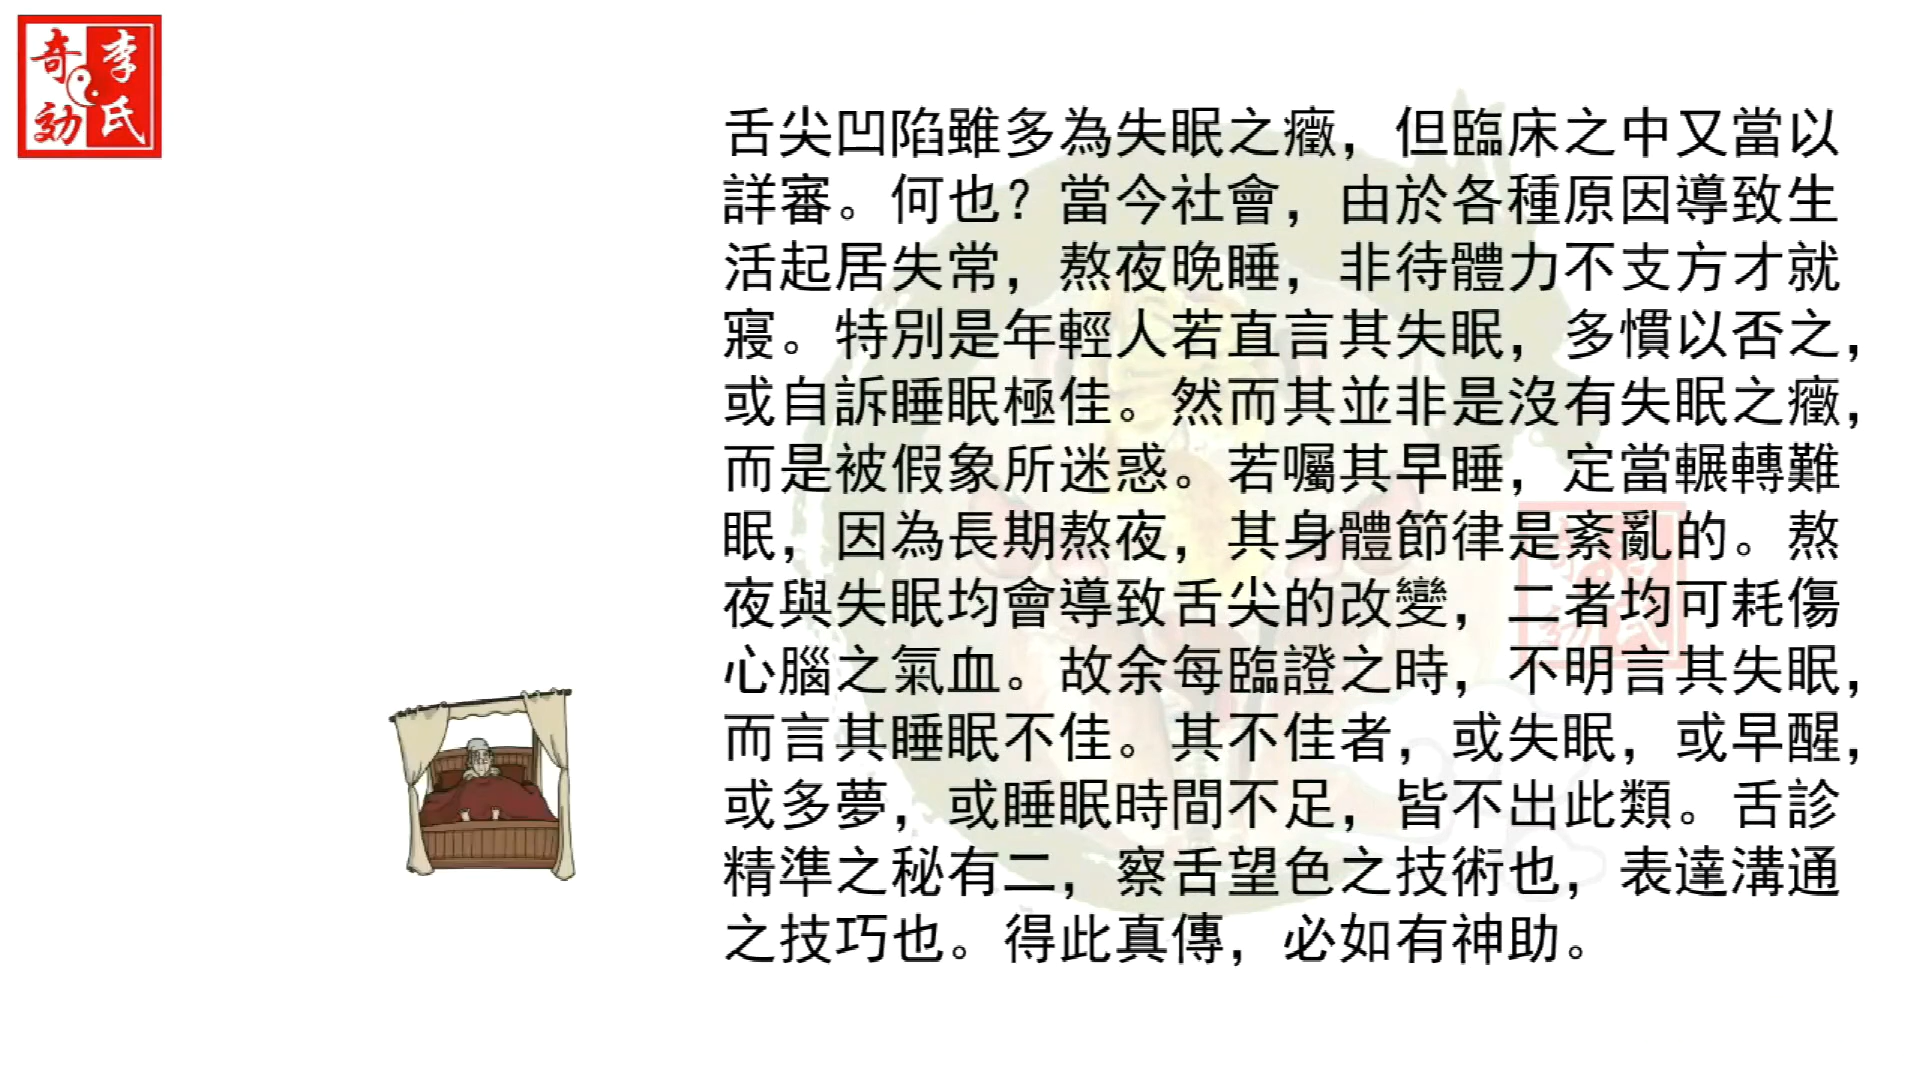 李氏
奇効
舌尖凹陷雖多為失眠之癥，但臨床之中又當以
詳審。何也？當今社會，由於各種原因導致生
活起居失常，熬夜晚睡，非待體力不支方才就
寢。特別是年輕人若直言其失眠，多慣以否之，
或自訴睡眠極佳。然而其並非是沒有失眠之癥，
而是被假象所迷惑。若囑其早睡，定當輾轉難
眠，因為長期熬夜，其身體節律是紊亂的。熬
夜與失眠均會導致舌尖的改變，二者均可耗傷
心腦之氣血。故余每臨證之時，不明言其失眠，
而言其睡眠不佳。其不佳者，或失眠，或早醒，
或多夢，或睡眠時間不足，皆不出此類。舌診
精準之秘有二，察舌望色之技術也，表達溝通
之技巧也。得此真傳，必如有神助。